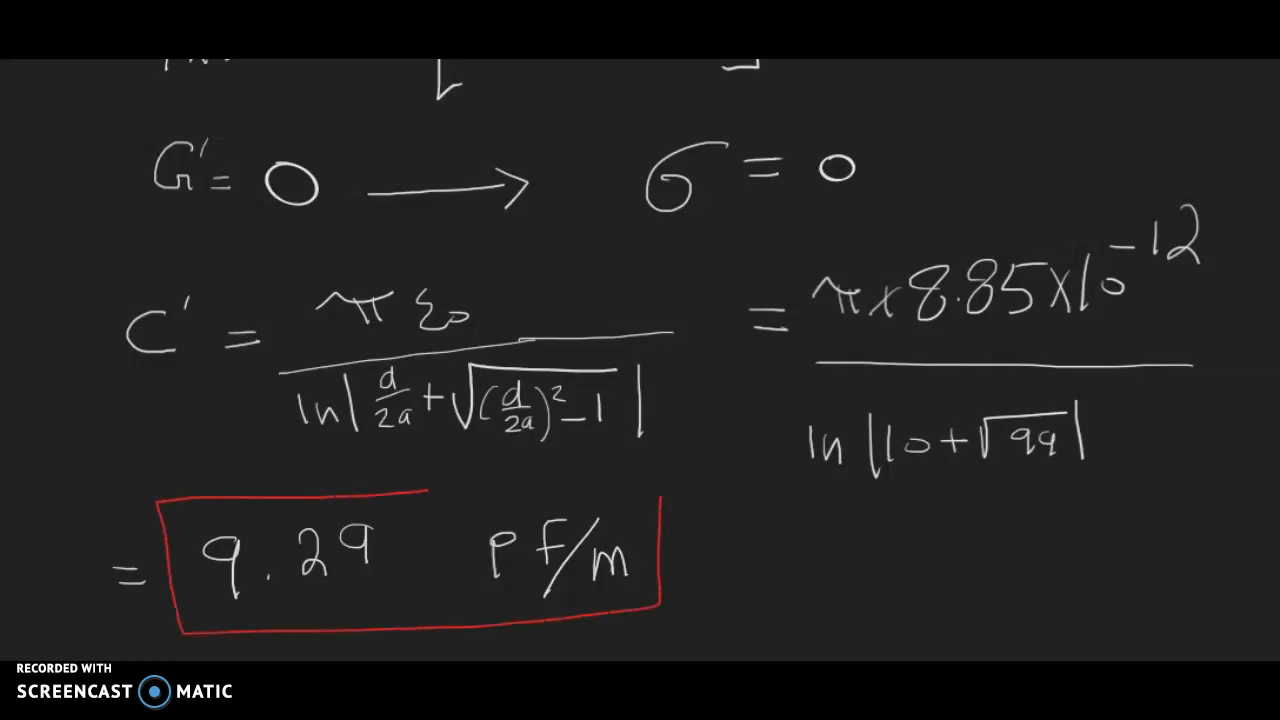 G' = 0 → σ = 0
C' = πε0 / ln|d/2a + √((d/2a)² - 1)| = π x 8.85 x 10^-12 / ln|10 + √99|
= 9.29 pF/m
RECORDED WITH
SCREENCAST MATIC